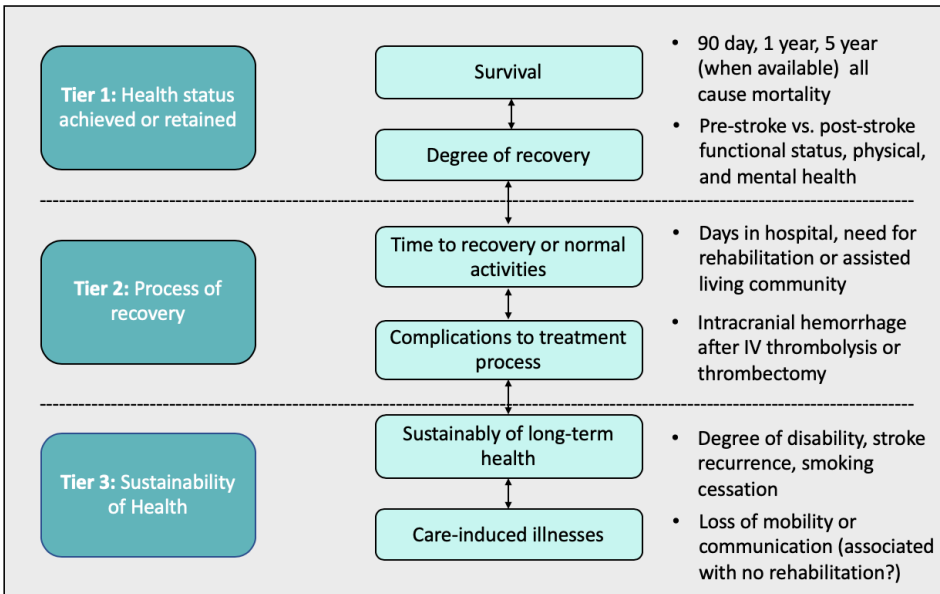 Tier 1: Health status
achieved or retained
Survival
• 90 day, 1 year, 5 year
(when available) all
cause mortality
Degree of recovery
• Pre-stroke vs. post-stroke
functional status, physical,
and mental health
Tier 2: Process of
recovery
Time to recovery or normal
activities
• Days in hospital, need for
rehabilitation or assisted
living community
Complications to treatment
process
• Intracranial hemorrhage
after IV thrombolysis or
thrombectomy
Tier 3: Sustainability
of Health
Sustainably of long-term
health
• Degree of disability, stroke
recurrence, smoking
cessation
Care-induced illnesses
• Loss of mobility or
communication (associated
with no rehabilitation?)